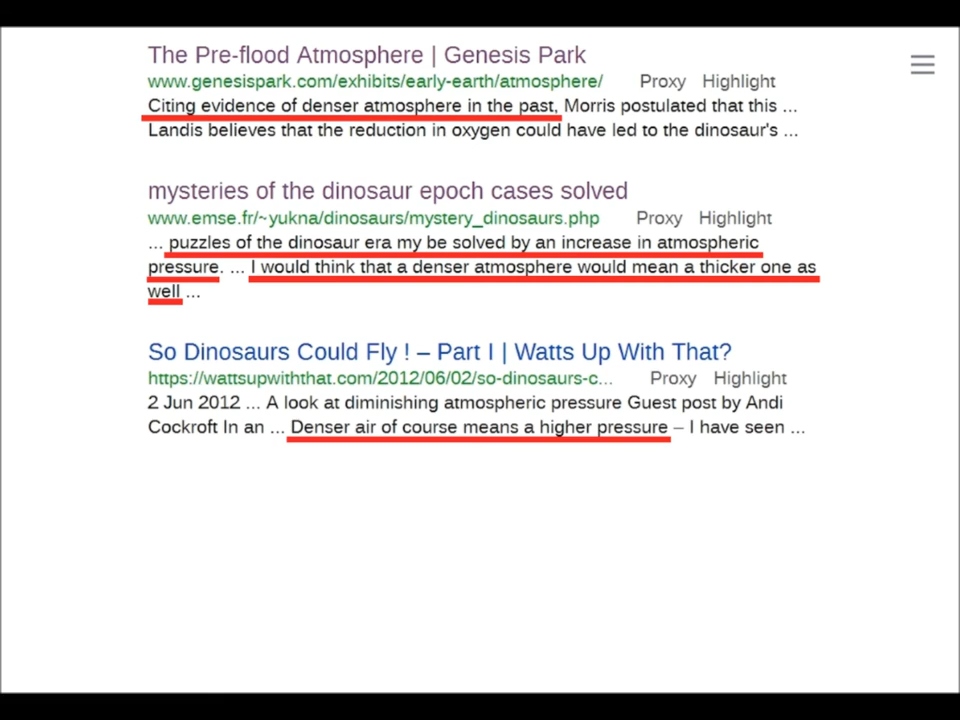 The Pre-flood Atmosphere | Genesis Park
www.genesispark.com/exhibits/early-earth/atmosphere/ Proxy Highlight
Citing evidence of denser atmosphere in the past, Morris postulated that this ...
Landis believes that the reduction in oxygen could have led to the dinosaur's ...
mysteries of the dinosaur epoch cases solved
www.emse.fr/~yukna/dinosaurs/mystery_dinosaurs.php Proxy Highlight
... puzzles of the dinosaur era my be solved by an increase in atmospheric
pressure. ... I would think that a denser atmosphere would mean a thicker one as
well ...
So Dinosaurs Could Fly ! – Part I | Watts Up With That?
https://wattsupwiththat.com/2012/06/02/so-dinosaurs-c... Proxy Highlight
2 Jun 2012 ... A look at diminishing atmospheric pressure Guest post by Andi
Cockroft In an ... Denser air of course means a higher pressure – I have seen ...